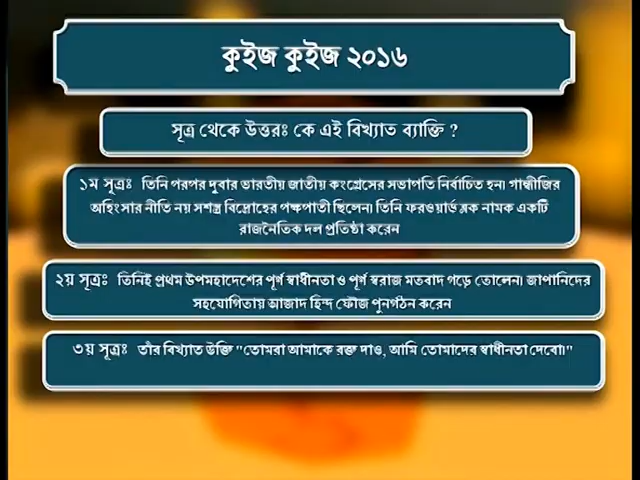 কুইজ কুইজ ২০১৬
সূত্র থেকে উত্তরঃ কে এই বিখ্যাত ব্যাক্তি ?
১ম সূত্রঃ তিনি পরপর দুবার ভারতীয় জাতীয় কংগ্রেসের সভাপতি নির্বাচিত হন। গান্ধীজির
অহিংসার নীতি নয় সশস্ত্র বিদ্রোহের পক্ষপাতী ছিলেন। তিনি ফরওয়ার্ড ব্লক নামক একটি
রাজনৈতিক দল প্রতিষ্ঠা করেন
২য় সূত্রঃ তিনিই প্রথম উপমহাদেশের পূর্ণ স্বাধীনতা ও পূর্ণ স্বরাজ মতবাদ গড়ে তোলেন। জাপানিদের
সহযোগিতায় আজাদ হিন্দ ফৌজ পুনর্গঠন করেন
৩য় সূত্রঃ তাঁর বিখ্যাত উক্তি "তোমরা আমাকে রক্ত দাও, আমি তোমাদের স্বাধীনতা দেবো।"